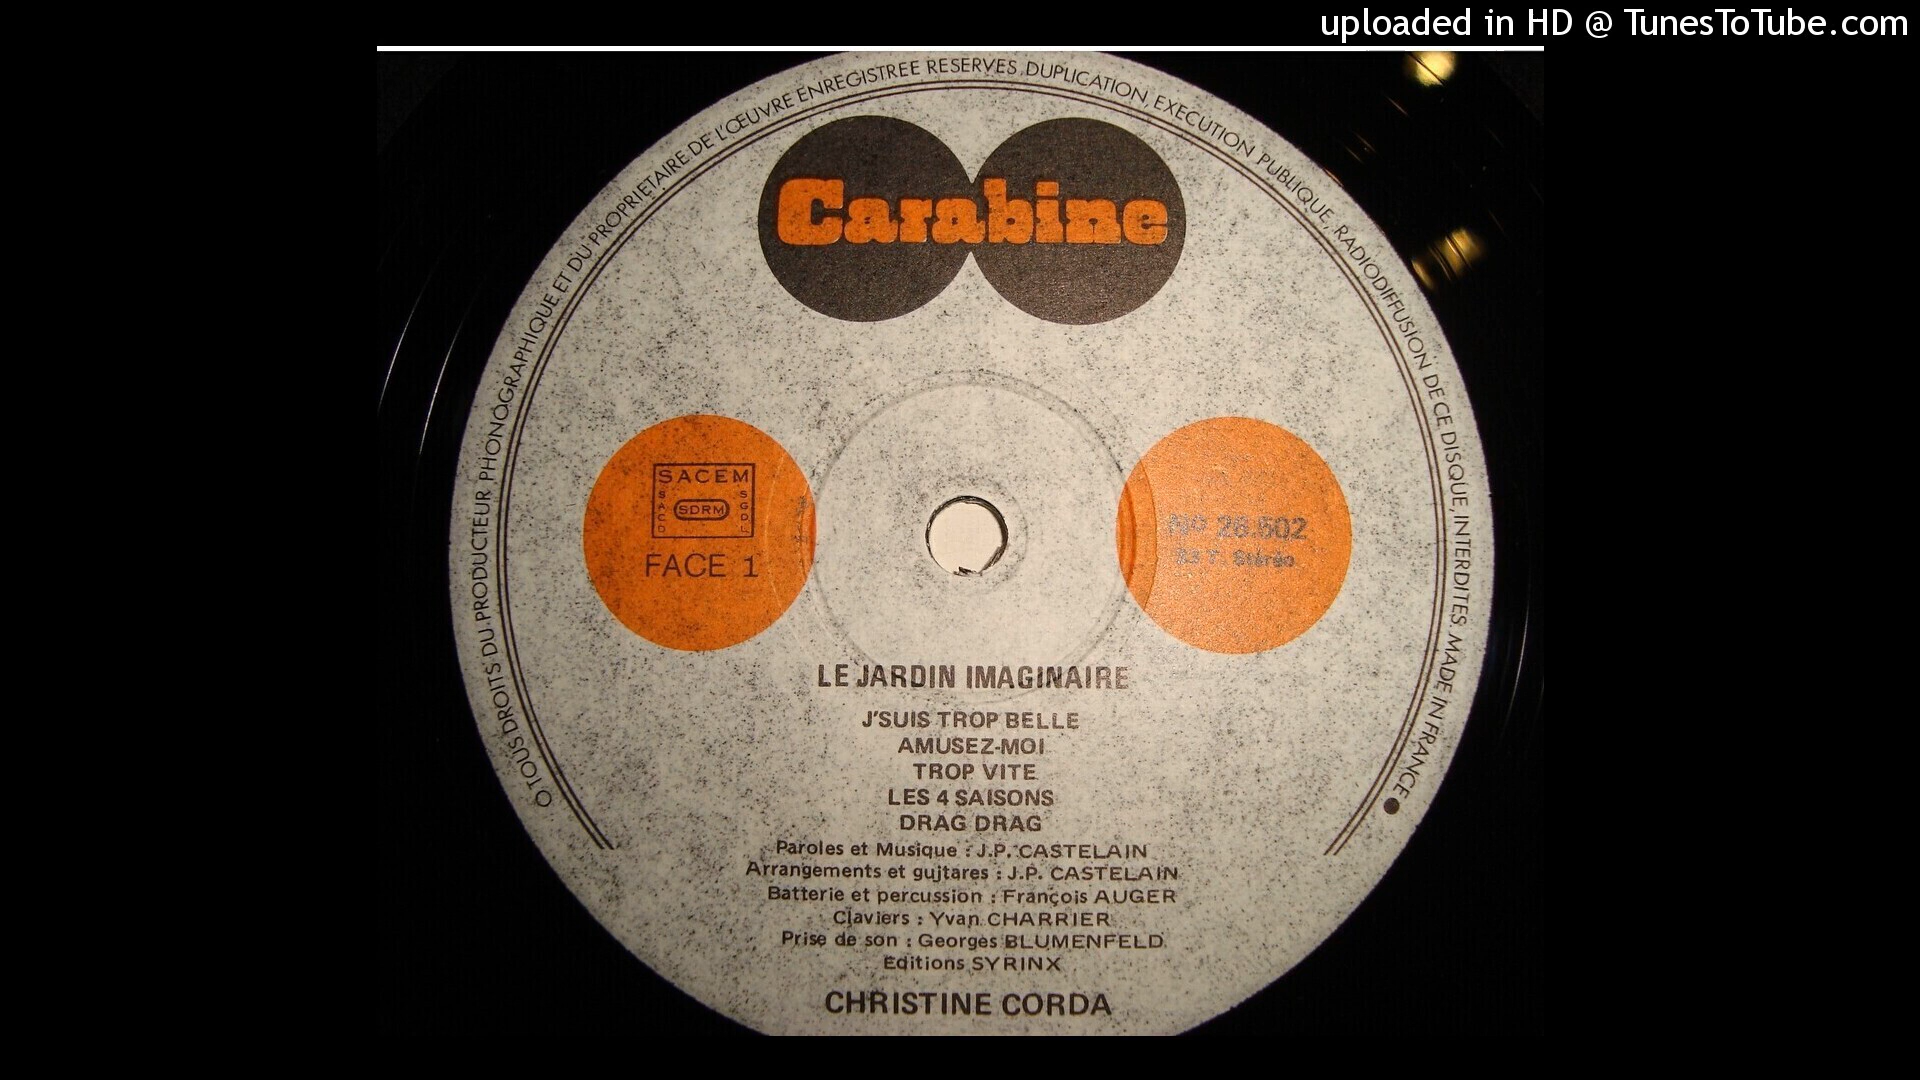 uploaded in HD @ TunesToTube.com
O TOUS DROITS DU PRODUCTEUR PHONOGRAPHIQUE ET DU PROPRIETAIRE DE L'ŒUVRE ENREGISTREE RESERVES. DUPLICATION, EXECUTION PUBLIQUE, RADIODIFFUSION DE CE DISQUE, INTERDITES. MADE IN FRANCE
Carabine
SACEM
SACD
SDRM
SGDL
FACE 1
Nº 28.502
33 T. Stéréo
LE JARDIN IMAGINAIRE
J'SUIS TROP BELLE
AMUSEZ-MOI
TROP VITE
LES 4 SAISONS
DRAG DRAG
Paroles et Musique : J.P. CASTELAIN
Arrangements et guitares : J.P. CASTELAIN
Batterie et percussion : François AUGER
Claviers : Yvan CHARRIER
Prise de son : Georges BLUMENFELD
Editions SYRINX
CHRISTINE CORDA